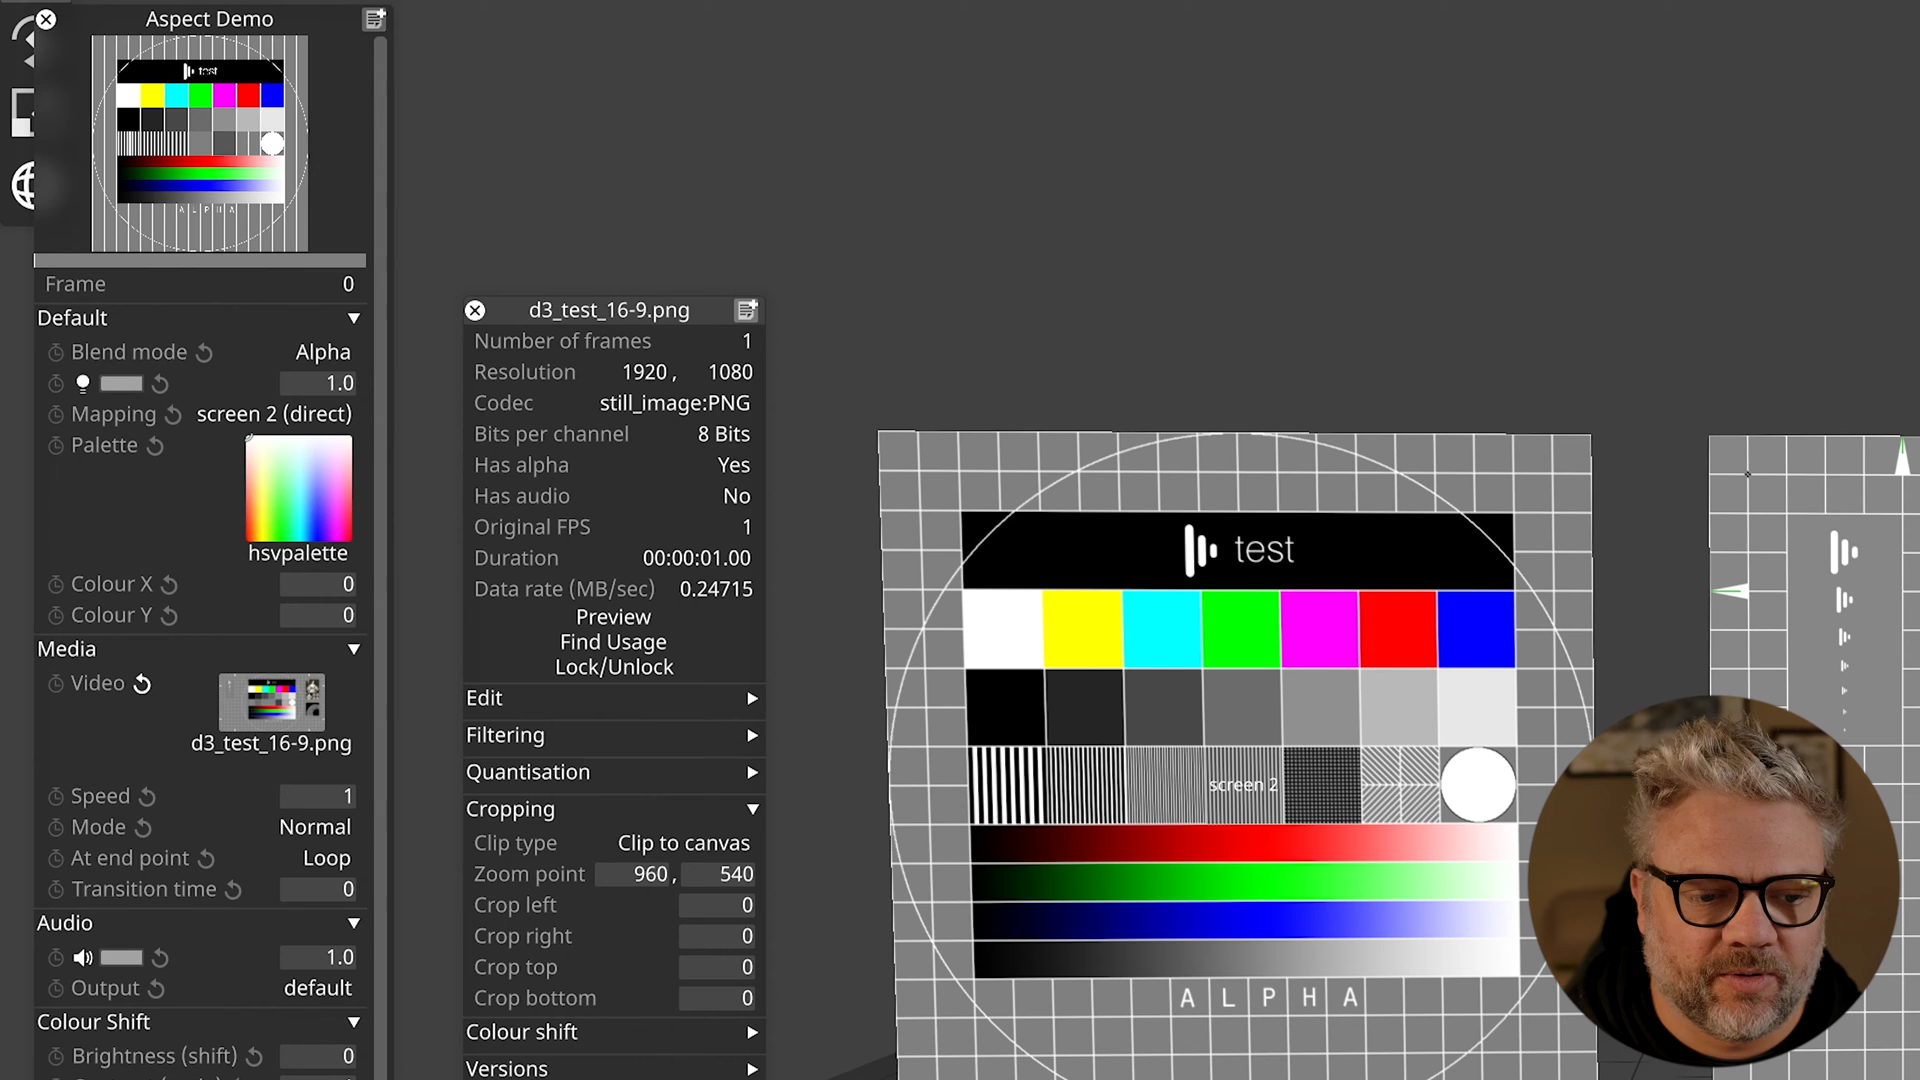 Aspect Demo
test
A L P H A
Frame 0
Default
Blend mode Alpha
1.0
Mapping screen 2 (direct)
Palette
hsvpalette
Colour X 0
Colour Y 0
Media
Video
d3_test_16-9.png
Speed 1
Mode Normal
At end point Loop
Transition time 0
Audio
1.0
Output default
Colour Shift
Brightness (shift) 0
d3_test_16-9.png
Number of frames 1
Resolution 1920, 1080
Codec still_image:PNG
Bits per channel 8 Bits
Has alpha Yes
Has audio No
Original FPS 1
Duration 00:00:01.00
Data rate (MB/sec) 0.24715
Preview
Find Usage
Lock/Unlock
Edit
Filtering
Quantisation
Cropping
Clip type Clip to canvas
Zoom point 960, 540
Crop left 0
Crop right 0
Crop top 0
Crop bottom 0
Colour shift
Versions
test
screen 2
A L P H A